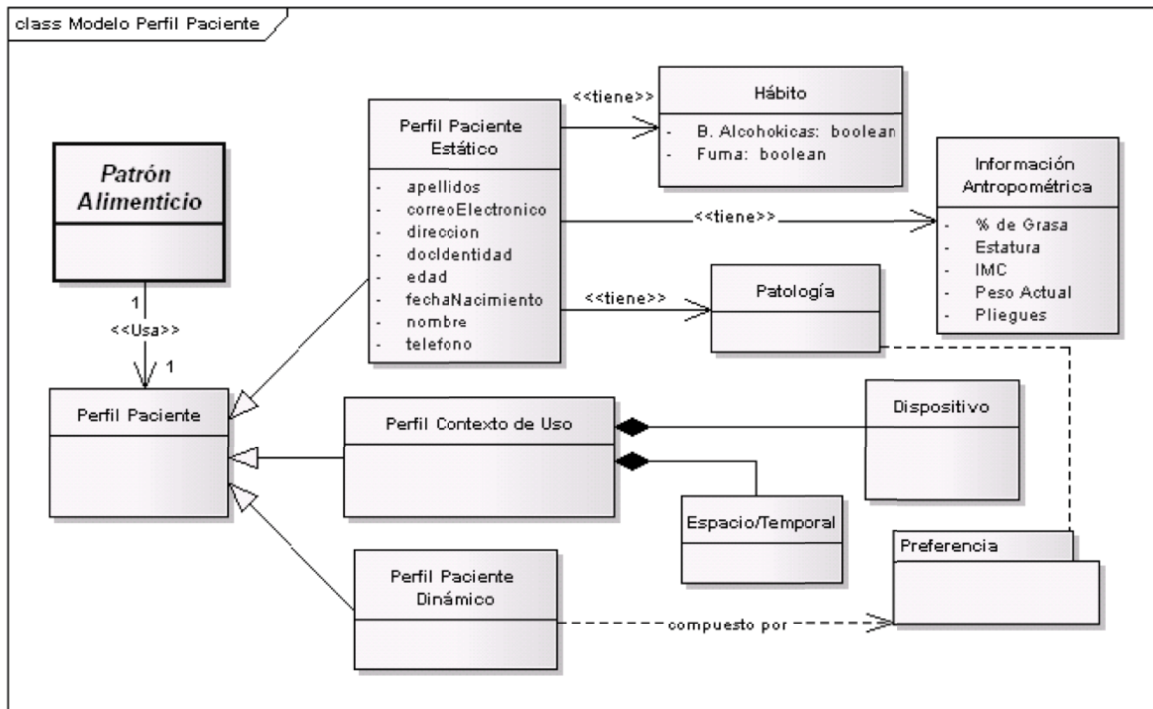 class Modelo Perfil Paciente
Patrón
Alimenticio
1
<<Usa>>
1
Perfil Paciente
Perfil Paciente
Estático
- apellidos
- correoElectronico
- direccion
- docIdentidad
- edad
- fechaNacimiento
- nombre
- telefono
<<tiene>>
Hábito
- B. Alcohokicas: boolean
- Fuma: boolean
<<tiene>>
Información
Antropométrica
- % de Grasa
- Estatura
- IMC
- Peso Actual
- Pliegues
<<tiene>>
Patología
Perfil Contexto de Uso
Dispositivo
Espacio/Temporal
Perfil Paciente
Dinámico
compuesto por
Preferencia